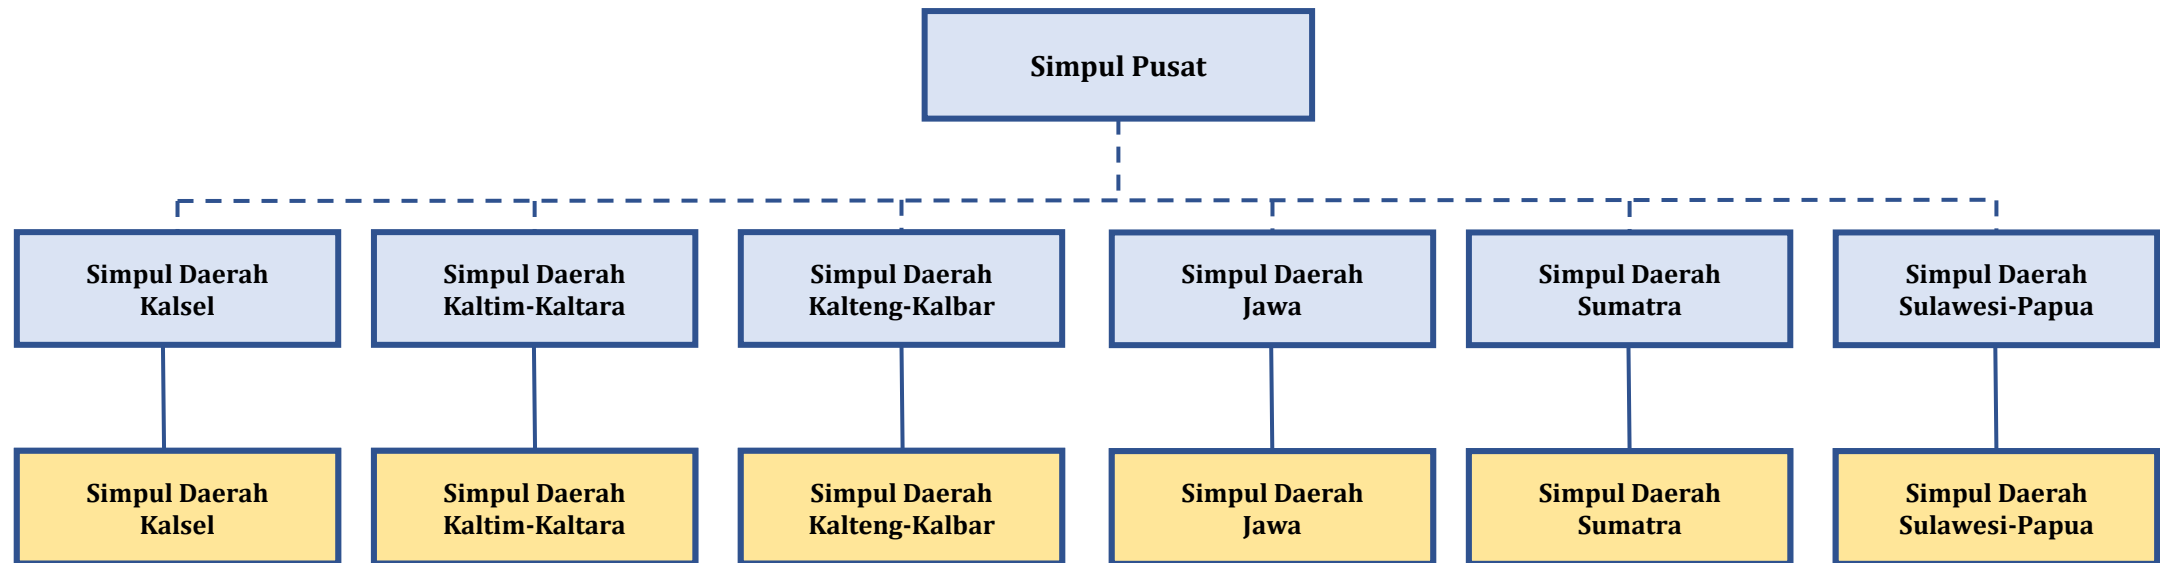 Simpul Pusat
Simpul Daerah
Kalsel
Simpul Daerah
Kaltim-Kaltara
Simpul Daerah
Kalteng-Kalbar
Simpul Daerah
Jawa
Simpul Daerah
Sumatra
Simpul Daerah
Sulawesi-Papua
Simpul Daerah
Kalsel
Simpul Daerah
Kaltim-Kaltara
Simpul Daerah
Kalteng-Kalbar
Simpul Daerah
Jawa
Simpul Daerah
Sumatra
Simpul Daerah
Sulawesi-Papua